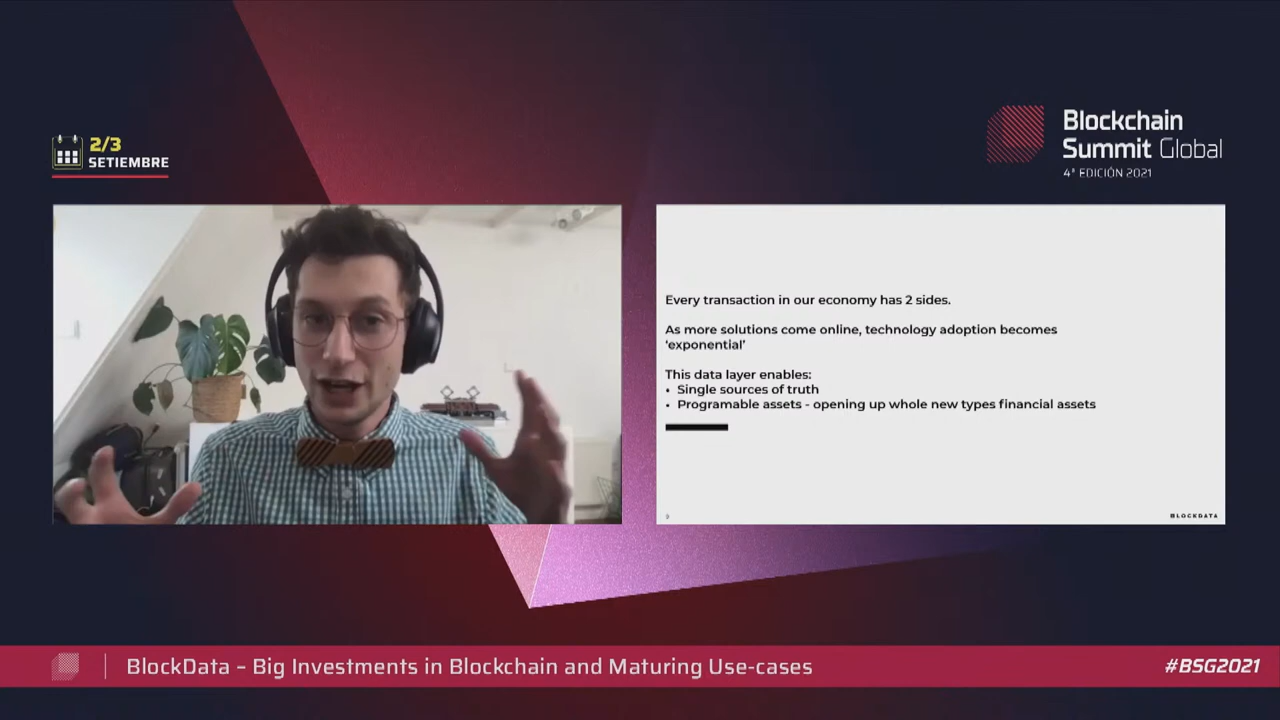 2/3
SETIEMBRE
Blockchain
Summit Global
4ª EDICIÓN 2021
Every transaction in our economy has 2 sides.
As more solutions come online, technology adoption becomes
‘exponential’
This data layer enables:
• Single sources of truth
• Programable assets - opening up whole new types financial assets
BLOCKDATA
BlockData – Big Investments in Blockchain and Maturing Use-cases
#BSG2021